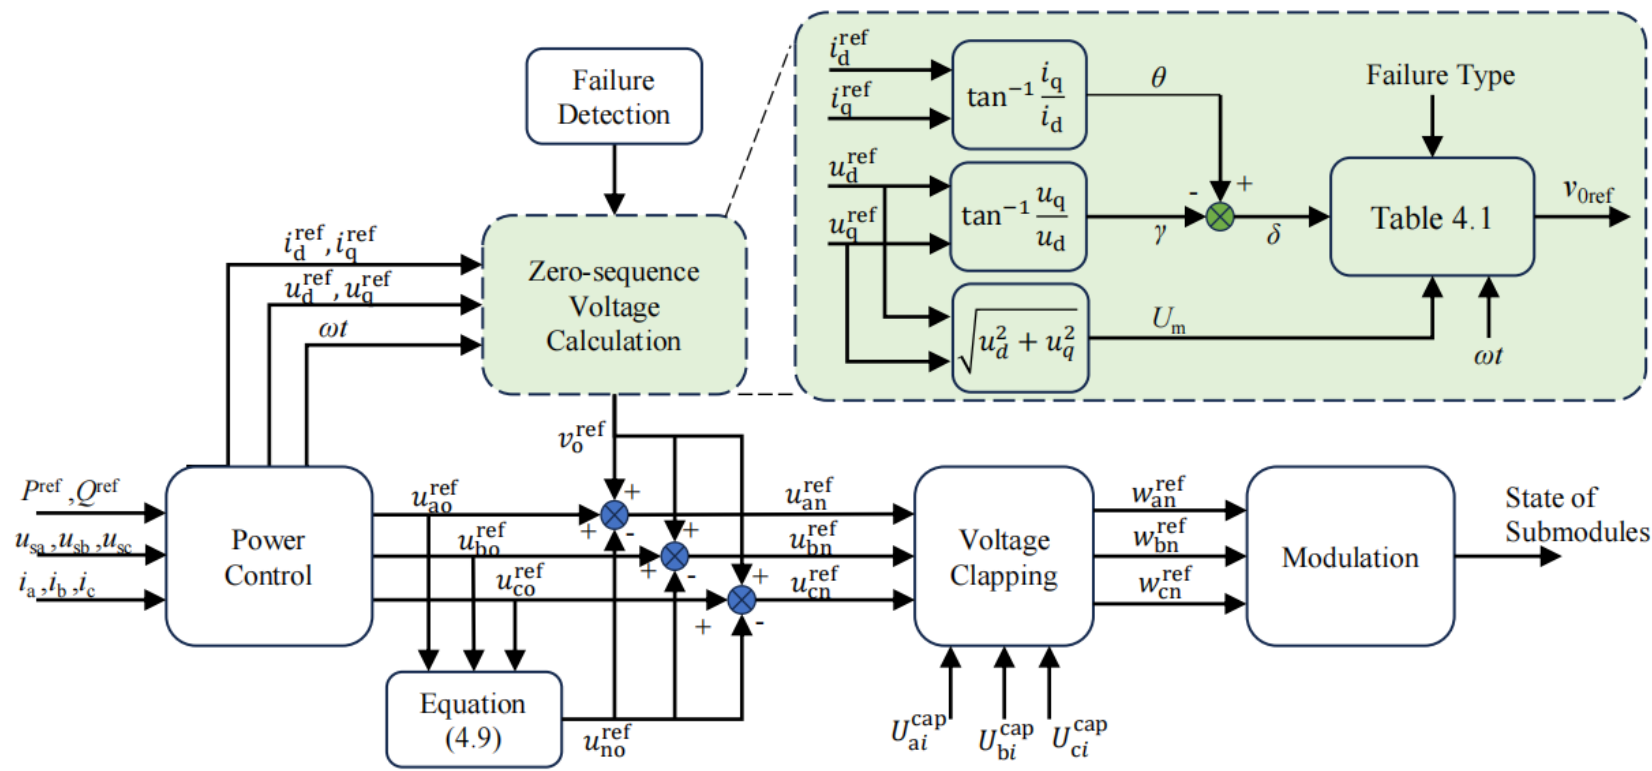 Failure
Detection
Zero-sequence
Voltage
Calculation
i_d^ref, i_q^ref
u_d^ref, u_q^ref
ωt
i_d^ref
i_q^ref
tan⁻¹ i_q/i_d
θ
u_d^ref
u_q^ref
tan⁻¹ u_q/u_d
γ
- +
δ
√(u_d^2 + u_q^2)
U_m
Failure Type
Table 4.1
ωt
v_0ref
v_o^ref
P^ref ,Q^ref
u_sa,u_sb,u_sc
i_a,i_b,i_c
Power
Control
u_ao^ref
u_bo^ref
u_co^ref
+
+ -
+
+ -
+
+ -
Equation
(4.9)
u_no^ref
u_an^ref
u_bn^ref
u_cn^ref
Voltage
Clapping
U_ai^cap
U_bi^cap
U_ci^cap
w_an^ref
w_bn^ref
w_cn^ref
Modulation
State of
Submodules